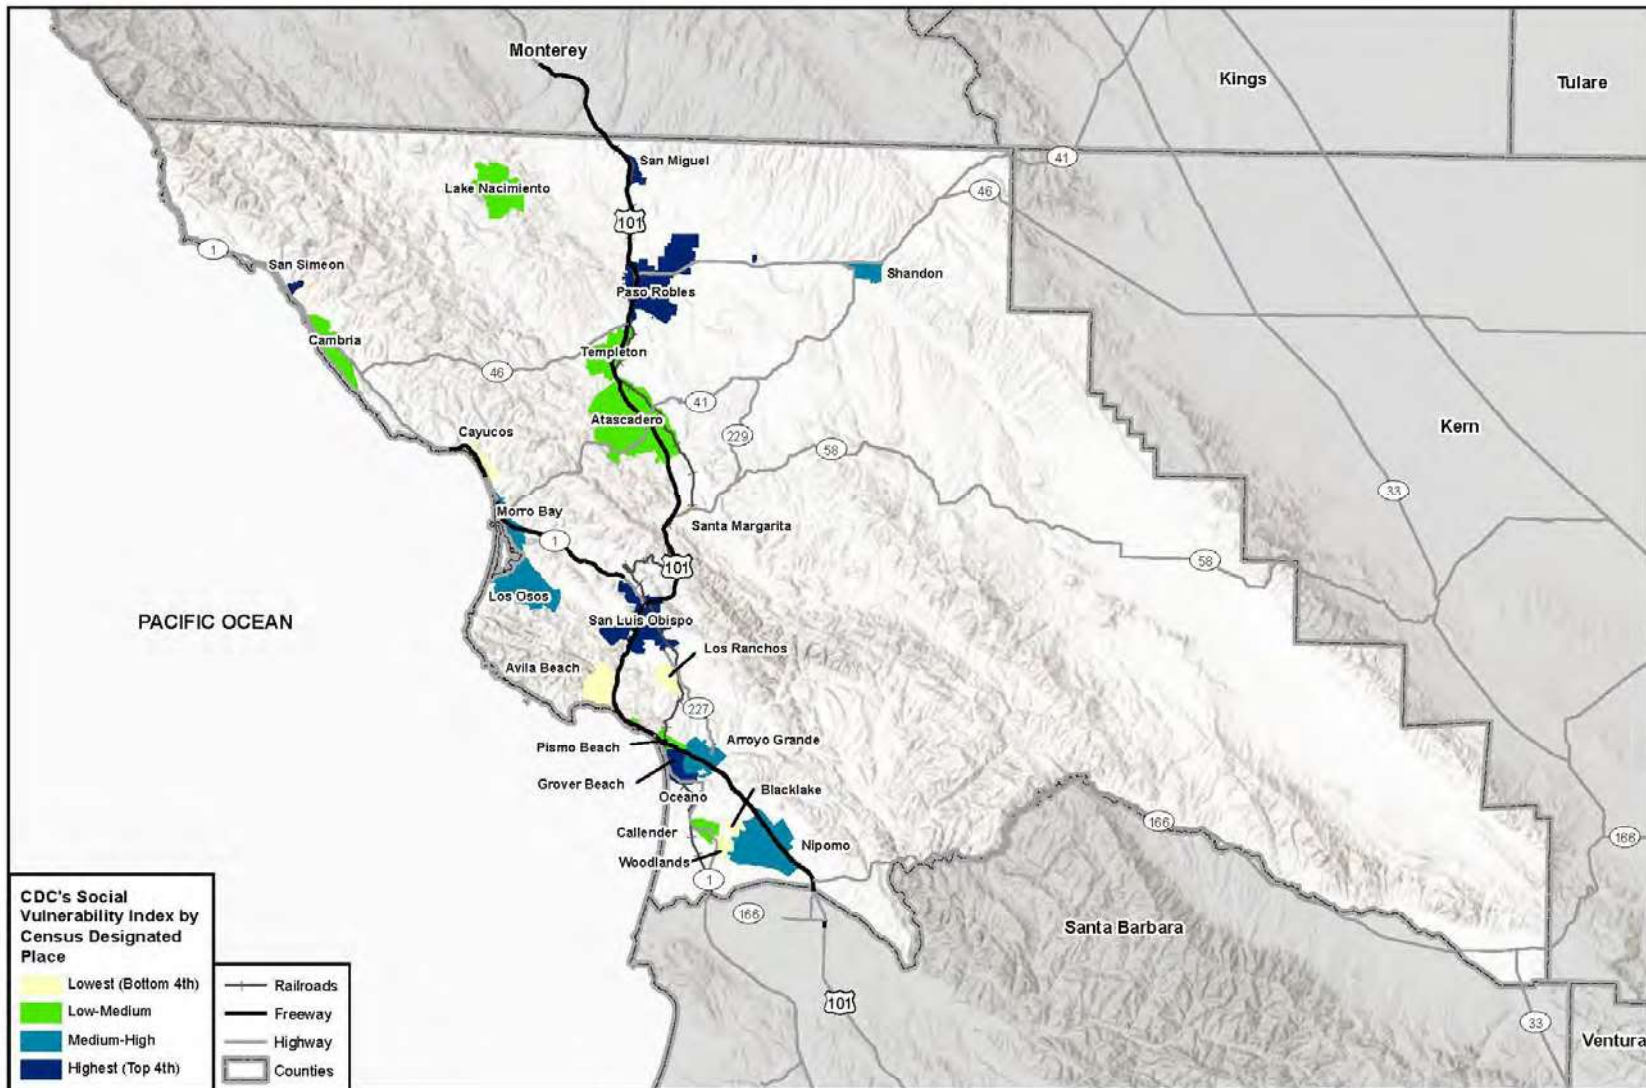 Monterey
Kings
Tulare
41
San Miguel
Lake Nacimiento
46
101
1
San Simeon
Shandon
Paso Robles
Cambria
Templeton
46
41
Atascadero
Kern
Cayucos
229
58
33
Morro Bay
Santa Margarita
1
101
58
Los Osos
PACIFIC OCEAN
San Luis Obispo
Los Ranchos
Avila Beach
227
Pismo Beach
Arroyo Grande
Grover Beach
Blacklake
Oceano
Callender
166
166
Nipomo
Woodlands
1
166
Santa Barbara
101
33
Ventura
CDC's Social
Vulnerability Index by
Census Designated
Place
Lowest (Bottom 4th)
Low-Medium
Medium-High
Highest (Top 4th)
Railroads
Freeway
Highway
Counties